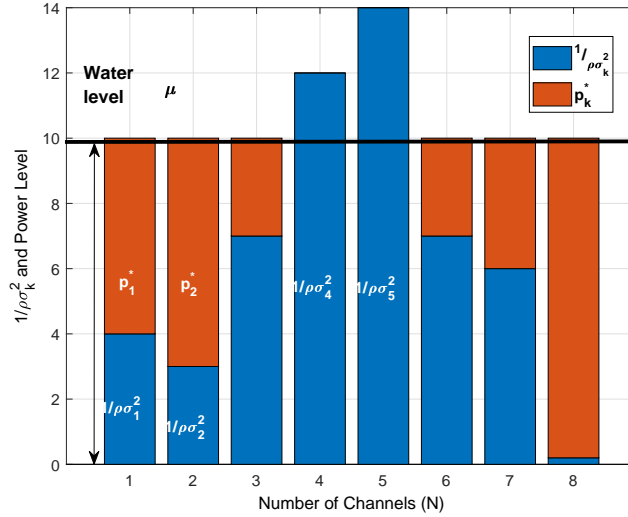 14
12
10
8
6
4
2
0
1/ρσ²ₖ and Power Level
Water level μ
1/ρσ²ₖ
p*ₖ
p*₁
p*₂
1/ρσ²₄
1/ρσ²₅
1/ρσ²₁
1/ρσ²₂
1 2 3 4 5 6 7 8
Number of Channels (N)